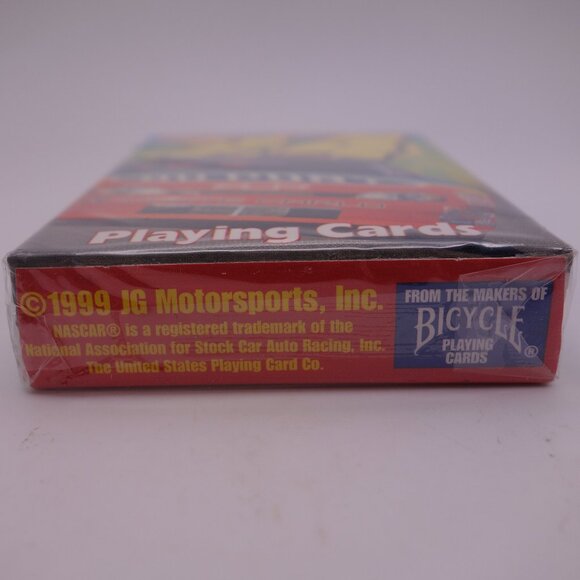 Playing Cards
©1999 JG Motorsports, Inc.
NASCAR® is a registered trademark of the
National Association for Stock Car Auto Racing, Inc.
The United States Playing Card Co.
FROM THE MAKERS OF
BICYCLE®
PLAYING
CARDS